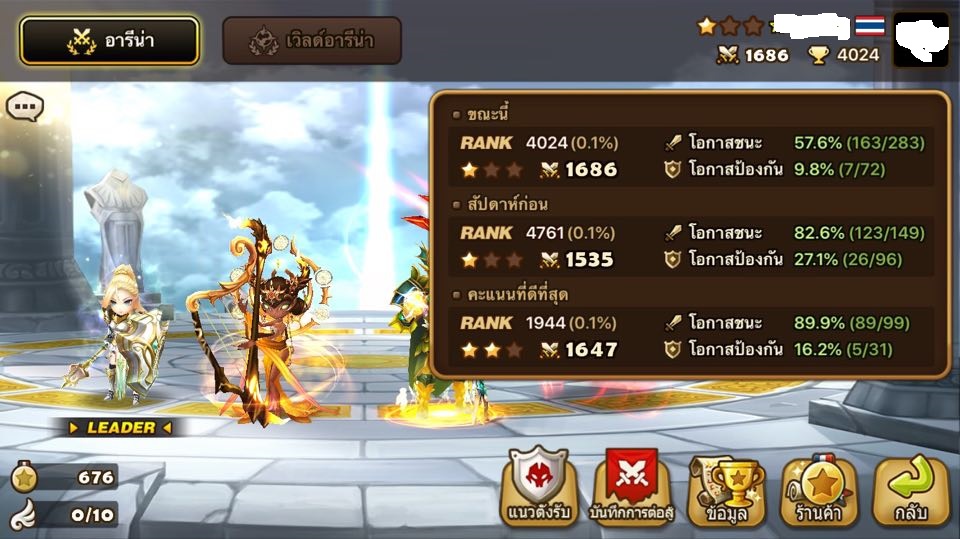 อารีน่า
เวิลด์อารีน่า
1686 4024
ขณะนี้
RANK 4024 (0.1%) โอกาสชนะ 57.6% (163/283)
1686 โอกาสป้องกัน 9.8% (7/72)
สัปดาห์ก่อน
RANK 4761 (0.1%) โอกาสชนะ 82.6% (123/149)
1535 โอกาสป้องกัน 27.1% (26/96)
คะแนนที่ดีที่สุด
RANK 1944 (0.1%) โอกาสชนะ 89.9% (89/99)
1647 โอกาสป้องกัน 16.2% (5/31)
LEADER
676
0/10
แนวตั้งรับ บันทึกการต่อสู้ ข้อมูล ร้านค้า กลับ